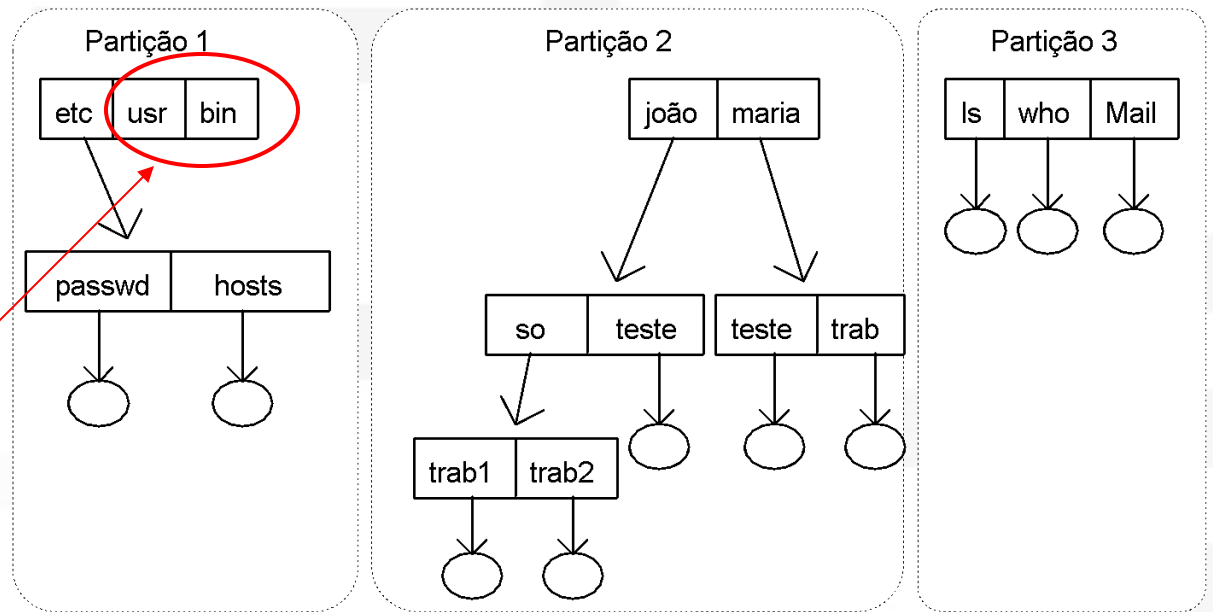 Partição 1
Partição 2
Partição 3
etc usr bin
joão maria
ls who Mail
passwd hosts
so teste
teste trab
trab1 trab2